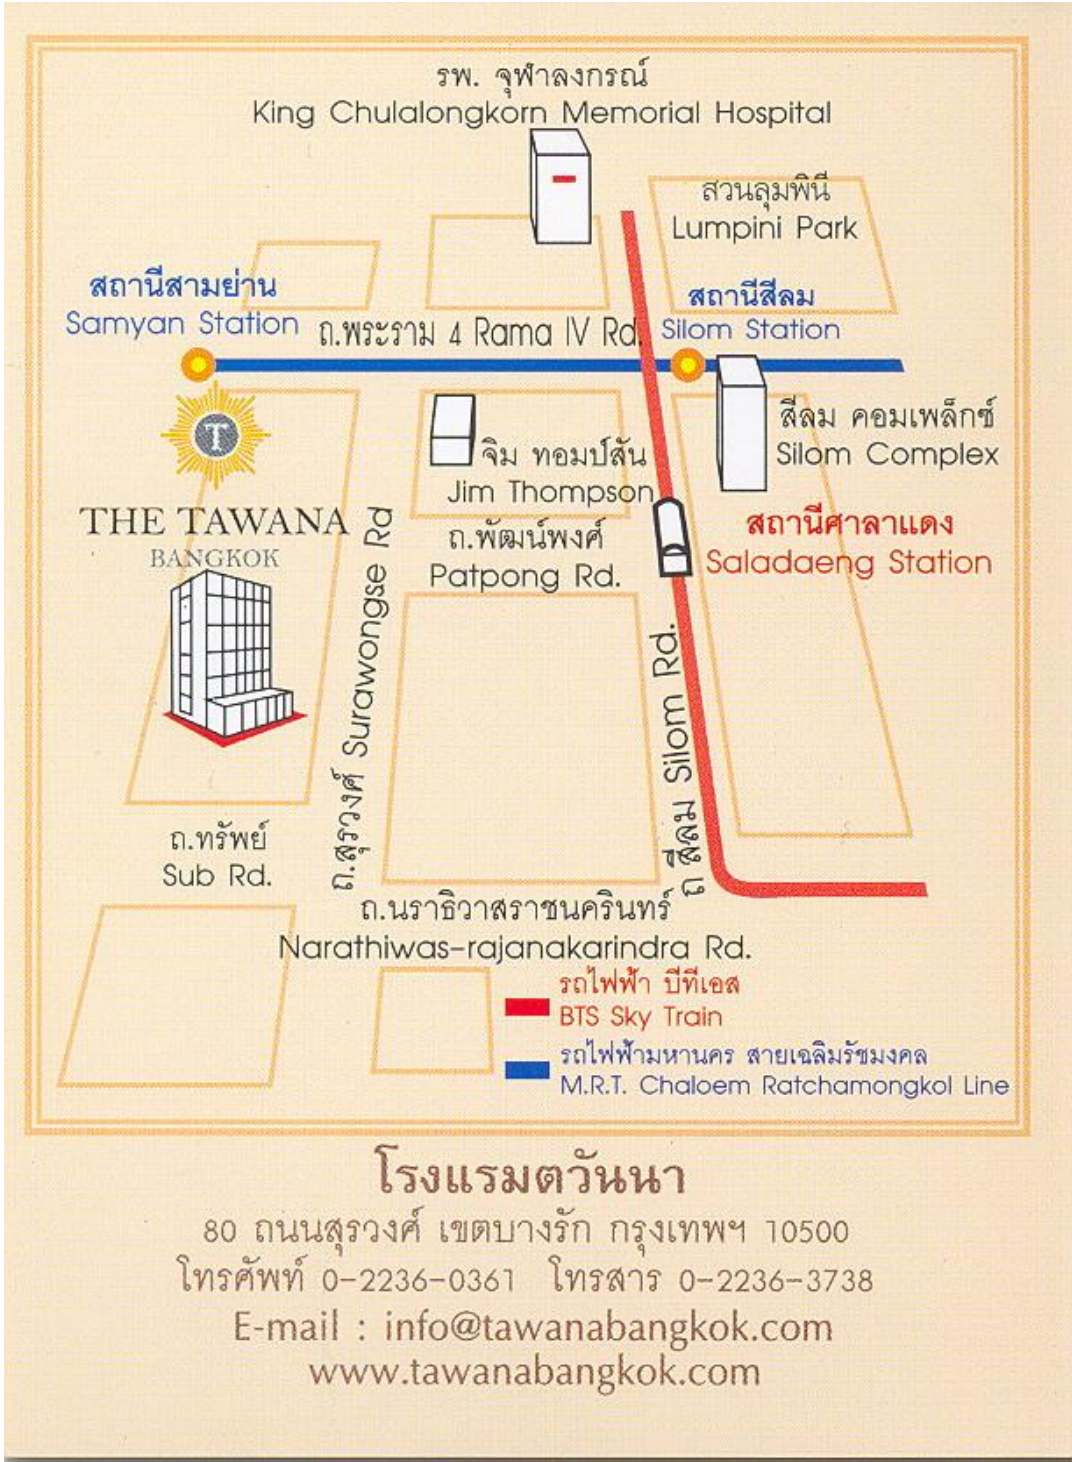 รพ. จุฬาลงกรณ์
King Chulalongkorn Memorial Hospital
สวนลุมพินี
Lumpini Park
สถานีสามย่าน
Samyan Station
สถานีสีลม
Silom Station
ถ.พระราม 4 Rama IV Rd.
T
THE TAWANA
BANGKOK
สีลม คอมเพล็กซ์
Silom Complex
จิม ทอมป์สัน
Jim Thompson
สถานีศาลาแดง
Saladaeng Station
ถ.พัฒน์พงศ์
Patpong Rd.
ถ.สุรวงศ์ Surawongse Rd
ถ สีลม Silom Rd.
ถ.ทรัพย์
Sub Rd.
ถ.นราธิวาสราชนครินทร์
Narathiwas-rajanakarindra Rd.
รถไฟฟ้า บีทีเอส
BTS Sky Train
รถไฟฟ้ามหานคร สายเฉลิมรัชมงคล
M.R.T. Chaloem Ratchamongkol Line
โรงแรมตวันนา
80 ถนนสุรวงศ์ เขตบางรัก กรุงเทพฯ 10500
โทรศัพท์ 0-2236-0361 โทรสาร 0-2236-3738
E-mail : info@tawanabangkok.com
www.tawanabangkok.com